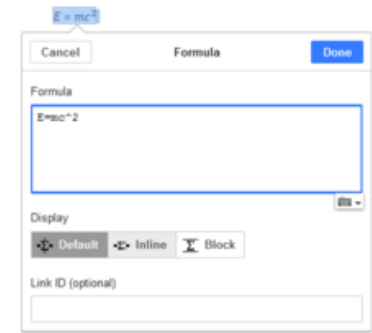 E = mc²
Cancel Formula Done
Formula
E=mc^2
Display
Default Inline Block
Link ID (optional)